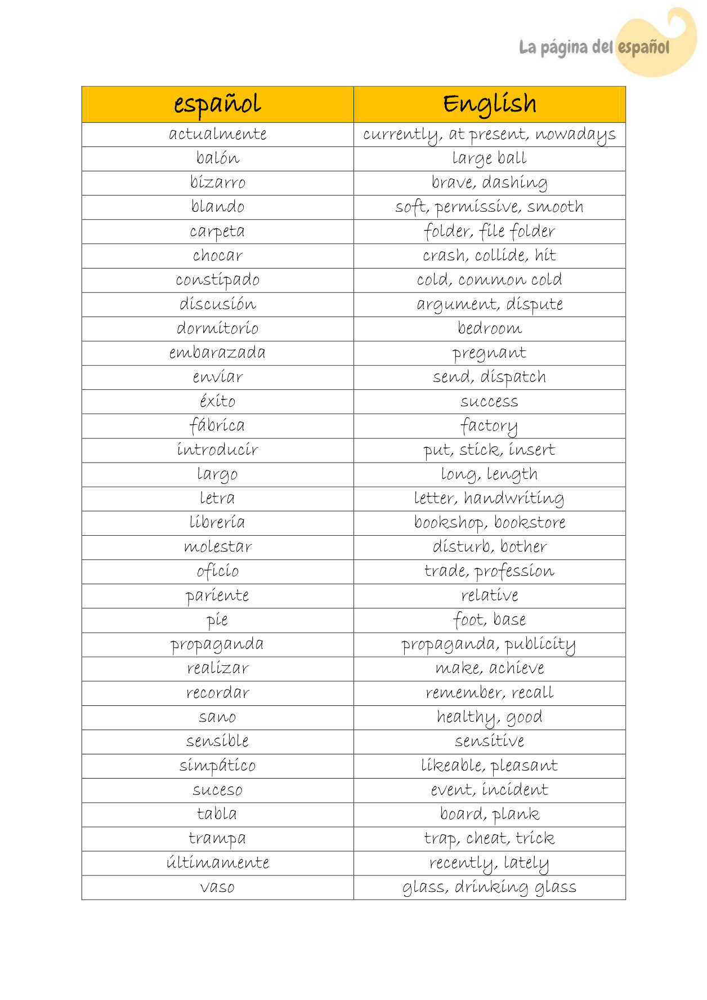 La página del español
español English
actualmente currently, at present, nowadays
balón large ball
bizarro brave, dashing
blando soft, permissive, smooth
carpeta folder, file folder
chocar crash, collide, hit
constipado cold, common cold
discusión argument, dispute
dormitorio bedroom
embarazada pregnant
enviar send, dispatch
éxito success
fábrica factory
introducir put, stick, insert
largo long, length
letra letter, handwriting
librería bookshop, bookstore
molestar disturb, bother
oficio trade, profession
pariente relative
pie foot, base
propaganda propaganda, publicity
realizar make, achieve
recordar remember, recall
sano healthy, good
sensible sensitive
simpático likeable, pleasant
suceso event, incident
tabla board, plank
trampa trap, cheat, trick
últimamente recently, lately
vaso glass, drinking glass